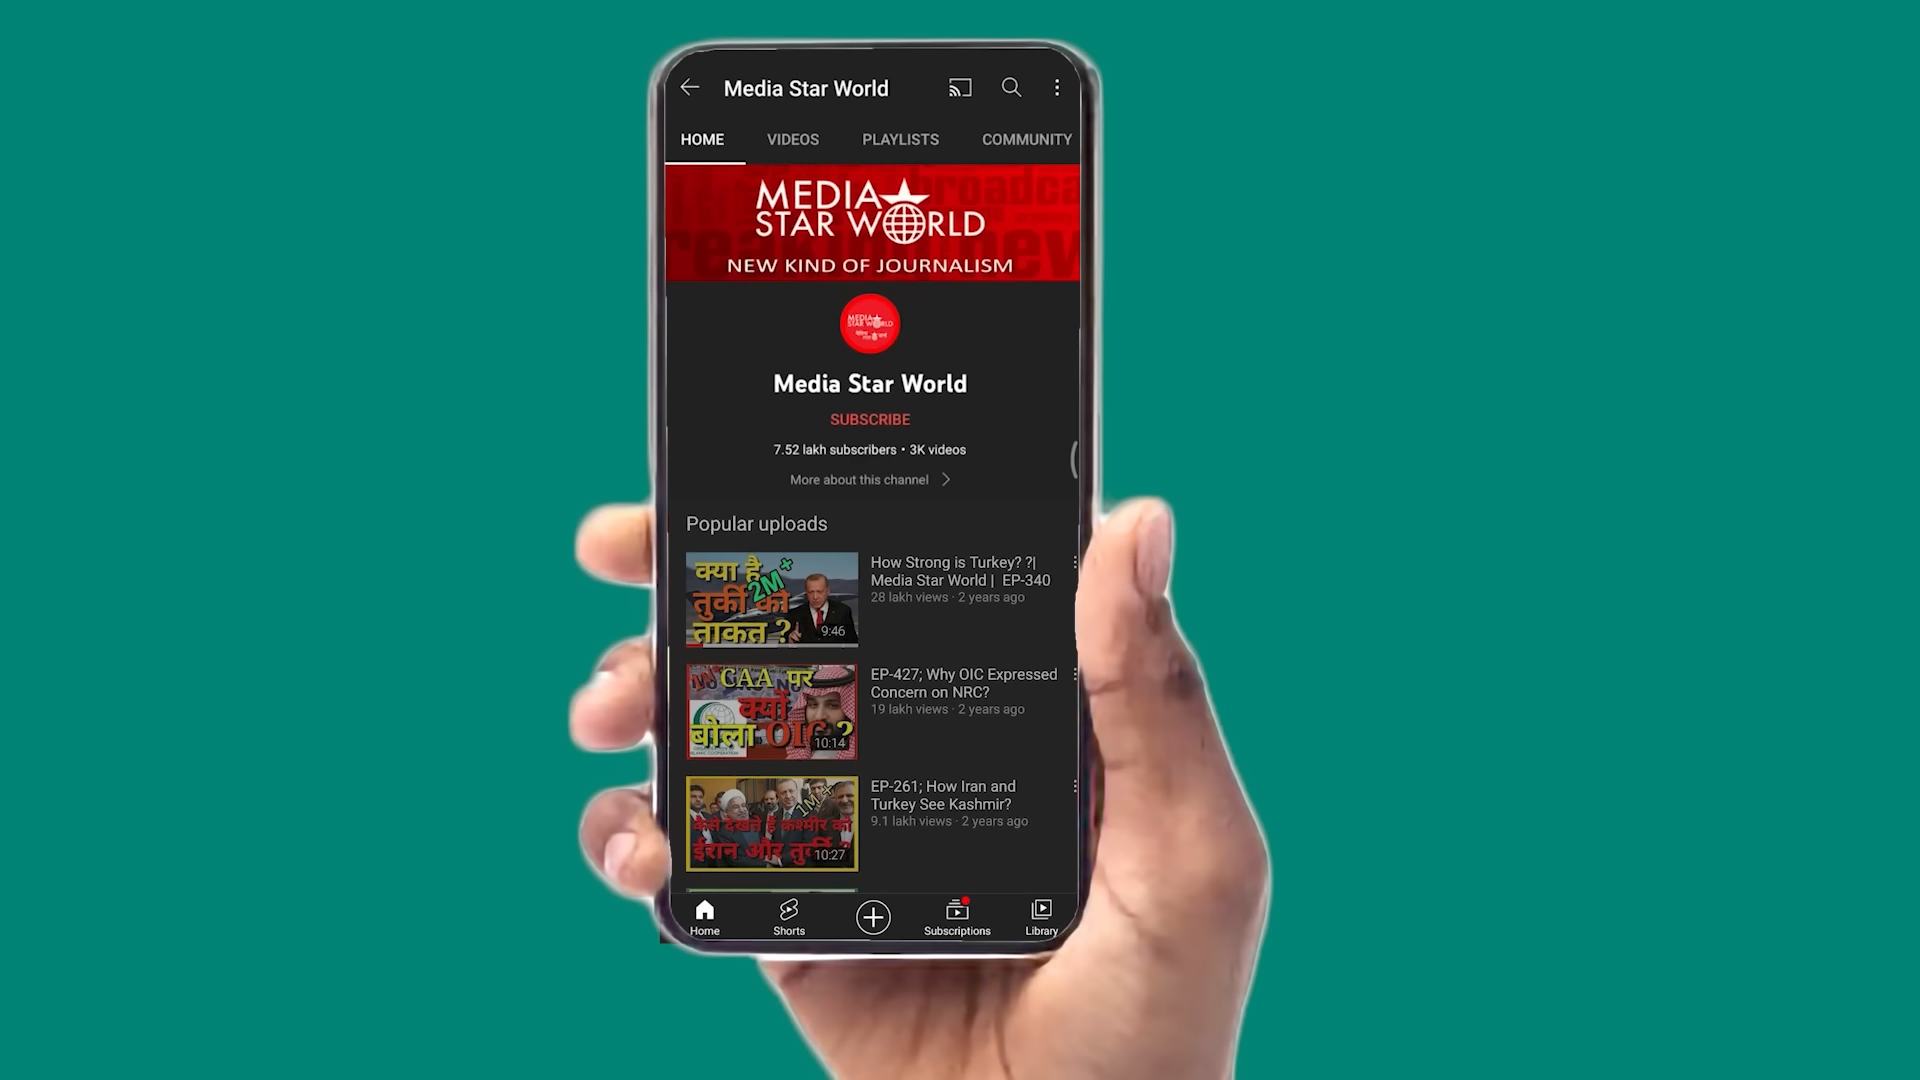 Media Star World
HOME VIDEOS PLAYLISTS COMMUNITY
MEDIA
STAR WORLD
NEW KIND OF JOURNALISM
MEDIA
STAR WORLD
Media Star World
SUBSCRIBE
7.52 lakh subscribers • 3K videos
More about this channel
Popular uploads
क्या है
2M+
तुर्की की
ताकत ?
9:46
How Strong is Turkey? ?|
Media Star World | EP-340
28 lakh views · 2 years ago
CAA पर
क्यों
बोला OIC ?
10:14
EP-427; Why OIC Expressed
Concern on NRC?
19 lakh views · 2 years ago
1M+
कैसे देखते हैं कश्मीर को
ईरान और
10:27
EP-261; How Iran and
Turkey See Kashmir?
9.1 lakh views · 2 years ago
Home Shorts Subscriptions Library